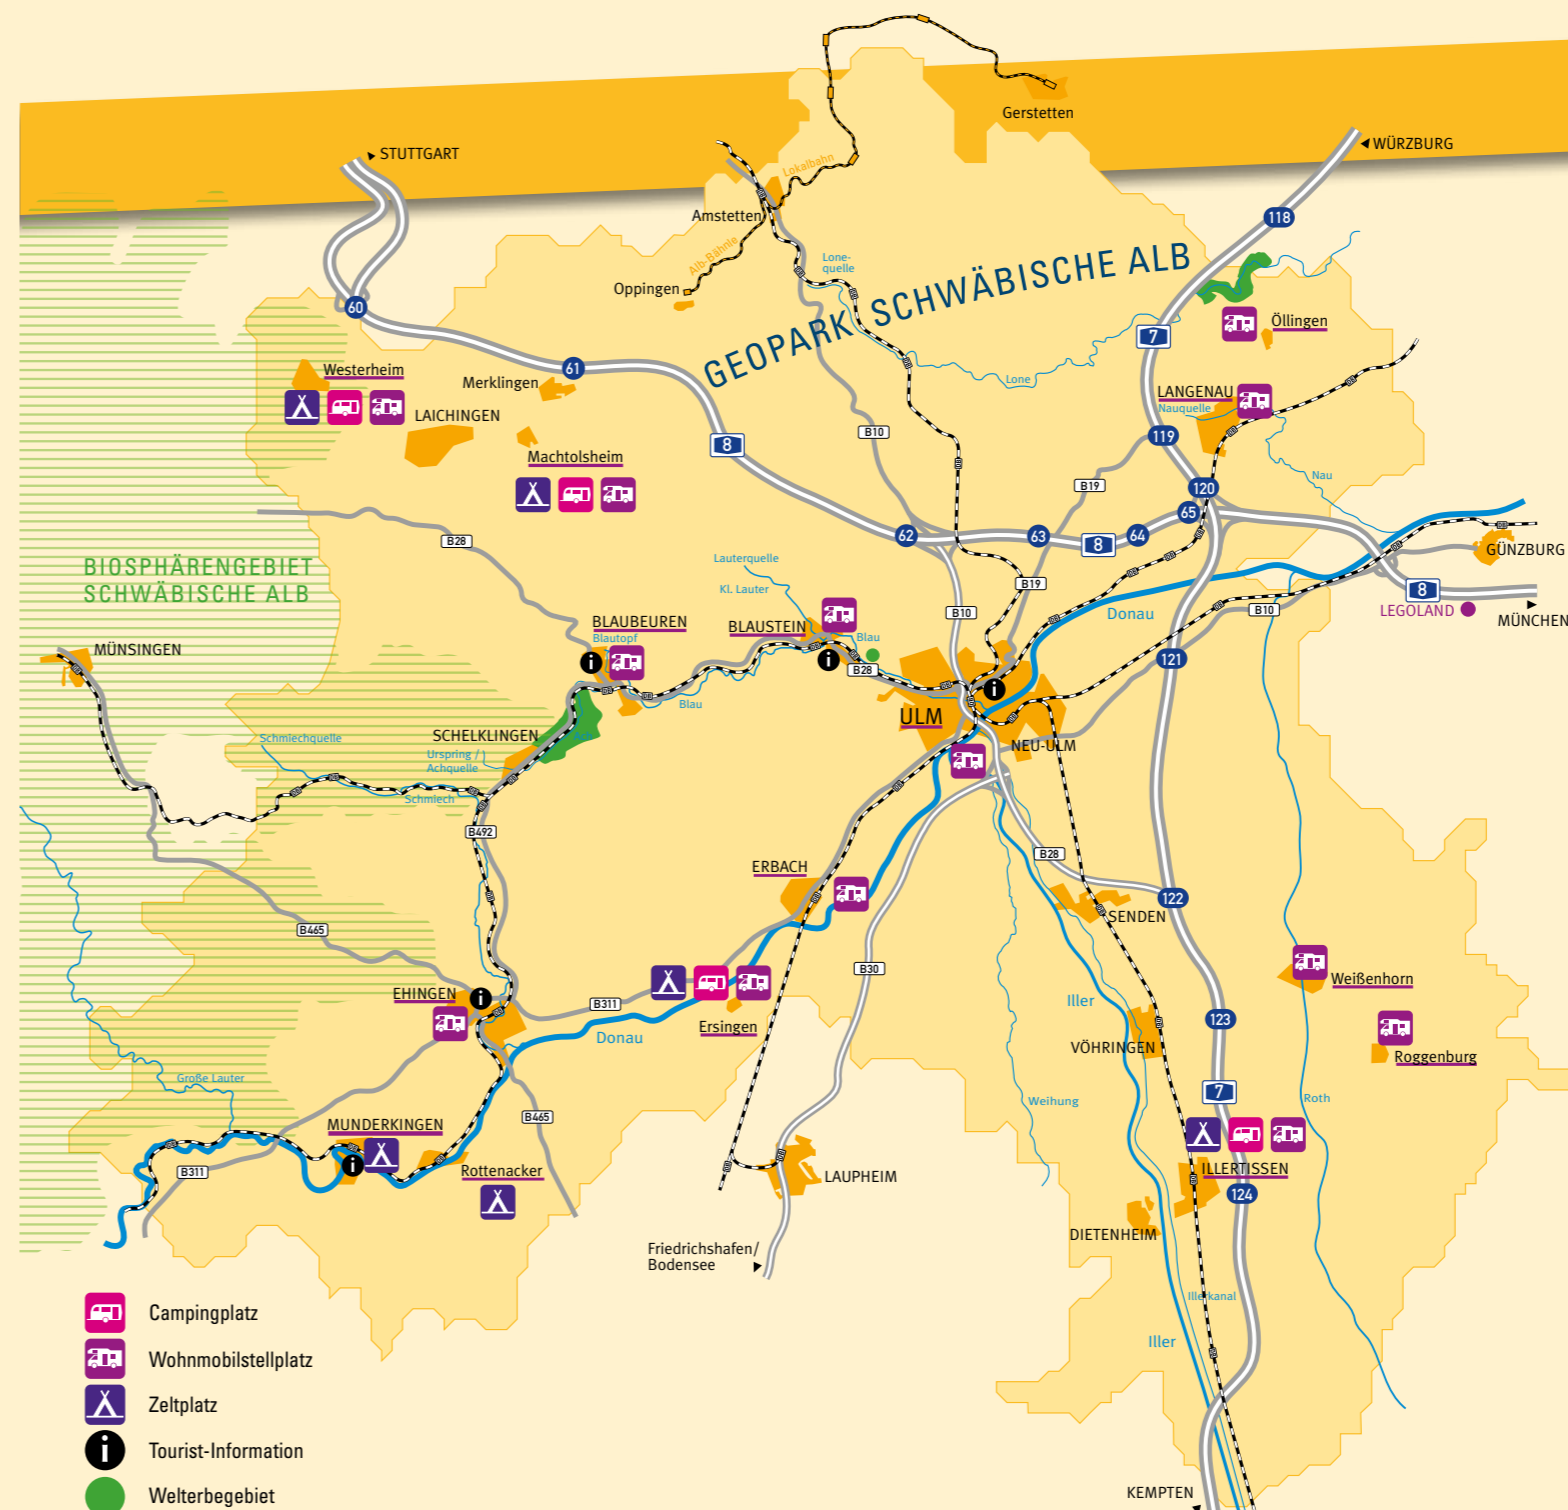 Gerstetten
STUTTGART
WÜRZBURG
Lokalbahn
Amstetten
118
Alb-Bähnle
Lone-
quelle
GEOPARK SCHWÄBISCHE ALB
Oppingen
60
7
Öllingen
Westerheim
61
Merklingen
Lone
LANGENAU
Nauquelle
LAICHINGEN
B10
119
8
Machtolsheim
Nau
B19
120
65
62
63
8
64
B28
GÜNZBURG
Lauterquelle
BIOSPHÄRENGEBIET
SCHWÄBISCHE ALB
Kl. Lauter
B19
8
B10
Donau
B10
LEGOLAND
MÜNCHEN
BLAUBEUREN
Blautopf
BLAUSTEIN
Blau
MÜNSINGEN
i
i
B28
121
i
Blau
ULM
SCHELKLINGEN
Ach
Schmiechquelle
Urspring /
Achquelle
NEU-ULM
Schmiech
B492
B28
ERBACH
122
SENDEN
B465
B30
Weißenhorn
EHINGEN
i
B311
Ersingen
Iller
123
Donau
VÖHRINGEN
Roggenburg
Große Lauter
7
Weihung
Roth
B465
MUNDERKINGEN
i
Rottenacker
B311
LAUPHEIM
ILLERTISSEN
124
DIETENHEIM
Friedrichshafen/
Bodensee
Illerkanal
Campingplatz
Iller
Wohnmobilstellplatz
Zeltplatz
i Tourist-Information
KEMPTEN
Welterbegebiet